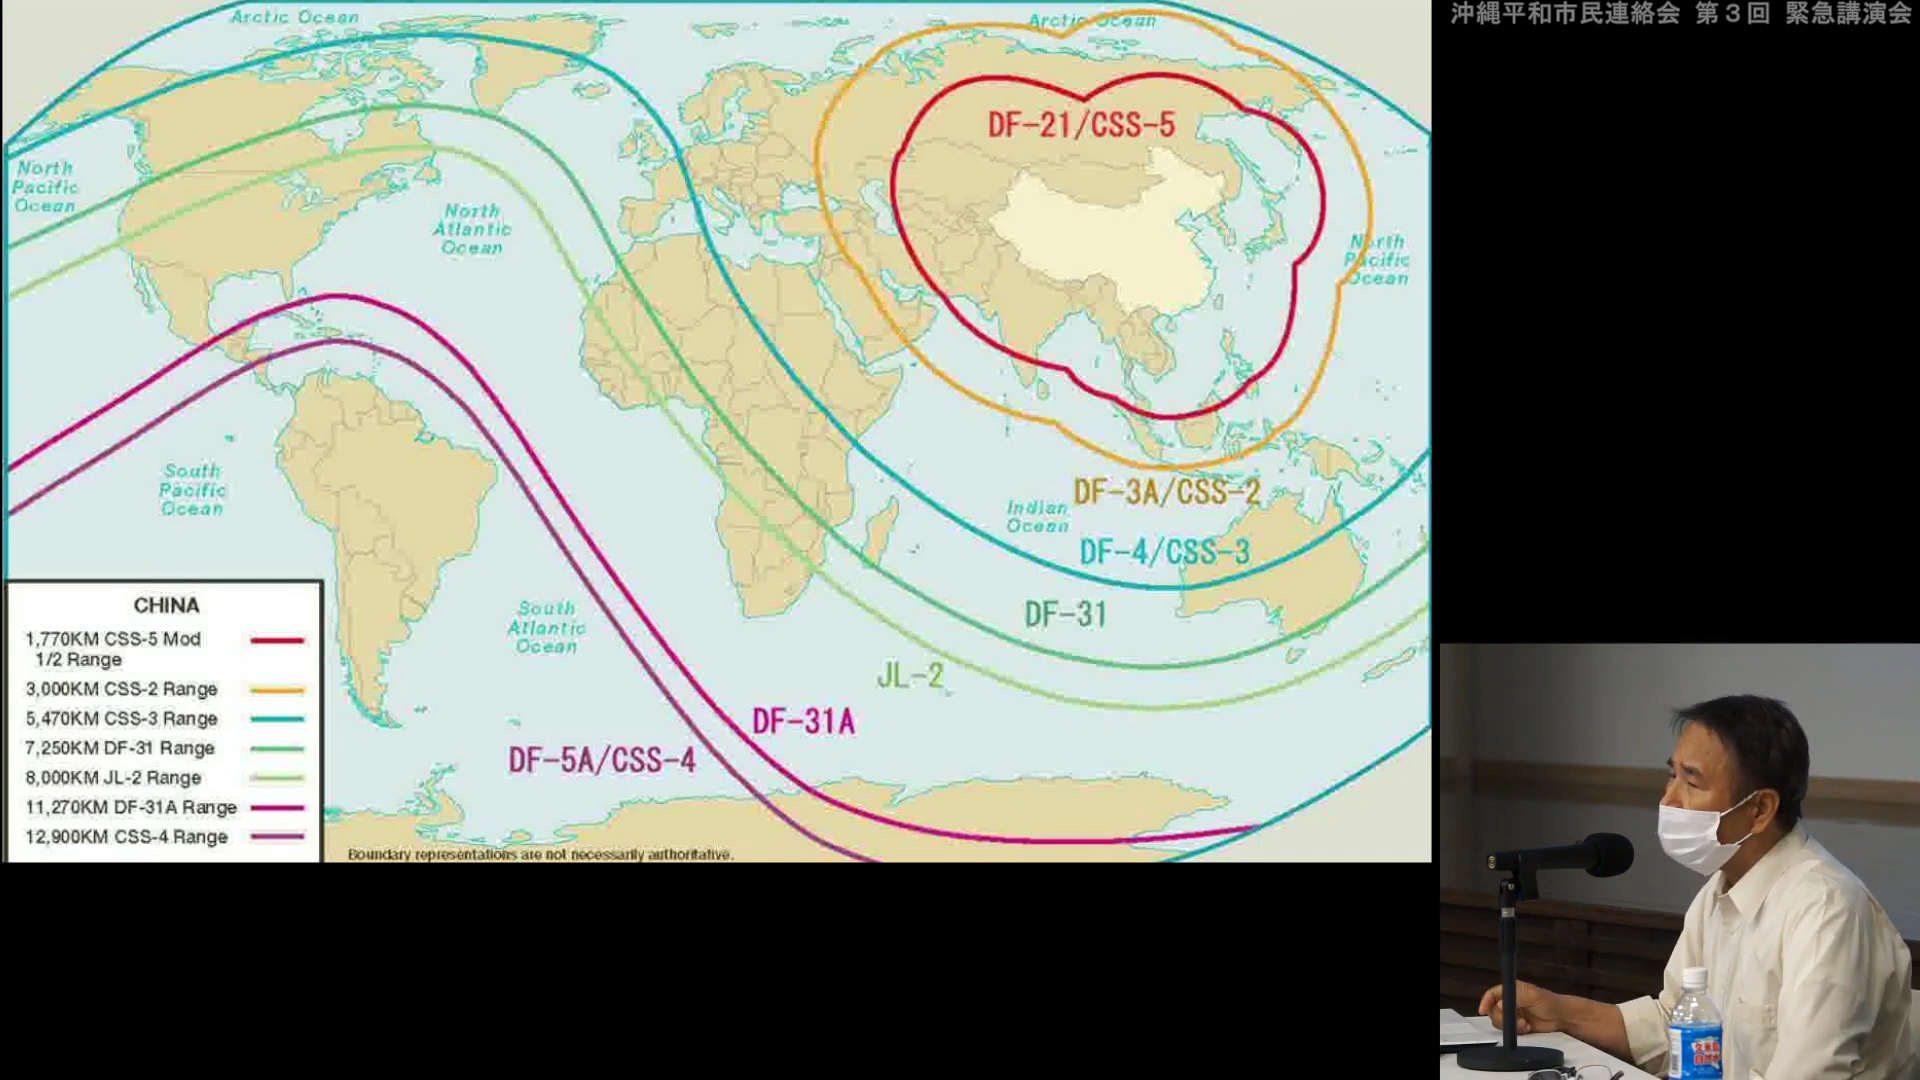 沖縄平和市民連絡会 第3回 緊急講演会
Arctic Ocean
Arctic Ocean
DF-21/CSS-5
North
Pacific
Ocean
North
Atlantic
Ocean
North
Pacific
Ocean
South
Pacific
Ocean
Indian
Ocean
DF-3A/CSS-2
DF-4/CSS-3
South
Atlantic
Ocean
DF-31
JL-2
DF-31A
DF-5A/CSS-4
CHINA
1,770KM CSS-5 Mod
1/2 Range
3,000KM CSS-2 Range
5,470KM CSS-3 Range
7,250KM DF-31 Range
8,000KM JL-2 Range
11,270KM DF-31A Range
12,900KM CSS-4 Range
Boundary representations are not necessarily authoritative.